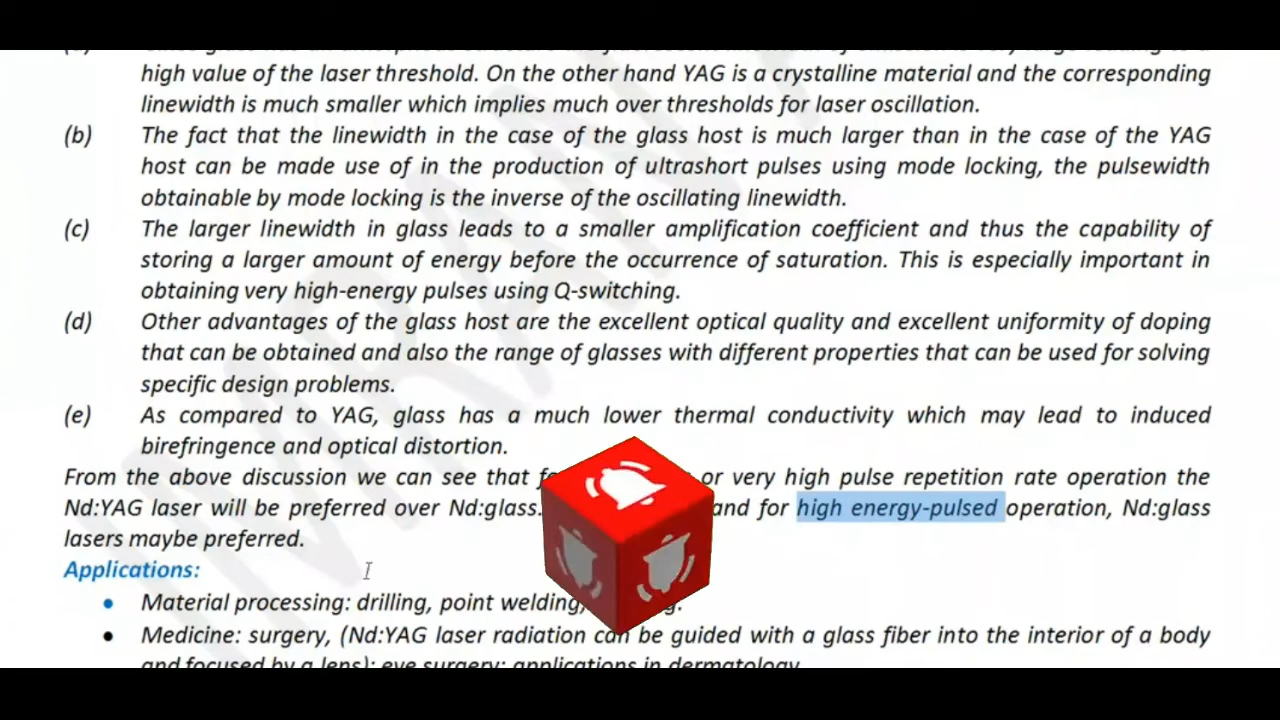 high value of the laser threshold. On the other hand YAG is a crystalline material and the corresponding
linewidth is much smaller which implies much over thresholds for laser oscillation.
(b) The fact that the linewidth in the case of the glass host is much larger than in the case of the YAG
host can be made use of in the production of ultrashort pulses using mode locking, the pulsewidth
obtainable by mode locking is the inverse of the oscillating linewidth.
(c) The larger linewidth in glass leads to a smaller amplification coefficient and thus the capability of
storing a larger amount of energy before the occurrence of saturation. This is especially important in
obtaining very high-energy pulses using Q-switching.
(d) Other advantages of the glass host are the excellent optical quality and excellent uniformity of doping
that can be obtained and also the range of glasses with different properties that can be used for solving
specific design problems.
(e) As compared to YAG, glass has a much lower thermal conductivity which may lead to induced
birefringence and optical distortion.
From the above discussion we can see that or very high pulse repetition rate operation the
Nd:YAG laser will be preferred over Nd:glass. and for high energy-pulsed operation, Nd:glass
lasers maybe preferred.
Applications:
• Material processing: drilling, point welding,
• Medicine: surgery, (Nd:YAG laser radiation can be guided with a glass fiber into the interior of a body
and focused by a lens); eye surgery; applications in dermatology